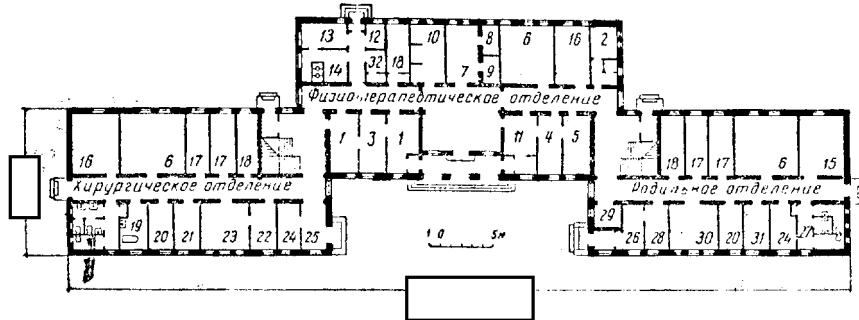 13 12 10 8 6 16 2
14 32 18 7 9
Физиотерапевтическое отделение
1 3 1 11 4 5
16 6 17 17 18 18 17 17 6 15
Хирургическое отделение Родильное отделение
19 20 21 23 22 24 25 29 26 28 30 20 31 24 27
1 0 5м